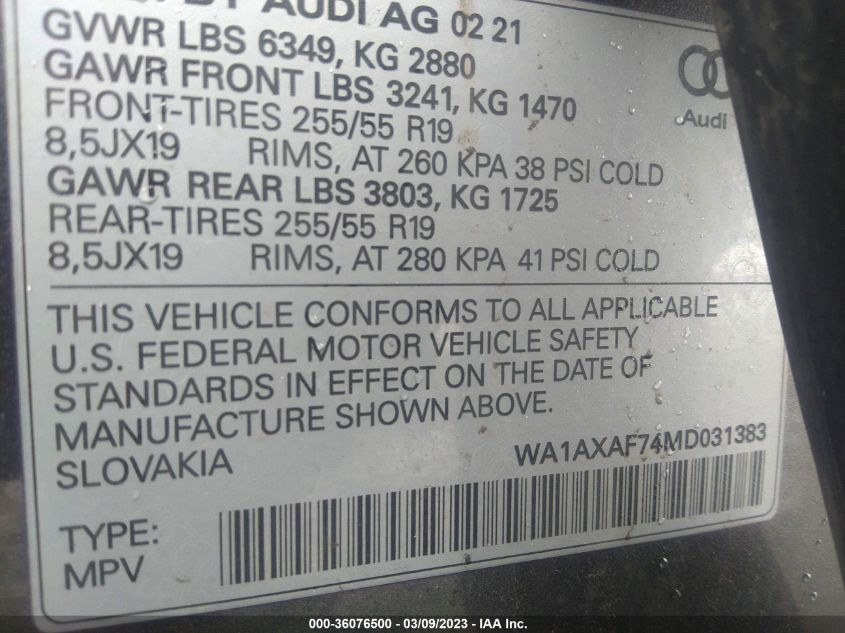 BY AUDI AG 02 21
GVWR LBS 6349, KG 2880
GAWR FRONT LBS 3241, KG 1470
FRONT-TIRES 255/55 R19
8,5JX19 RIMS, AT 260 KPA 38 PSI COLD
GAWR REAR LBS 3803, KG 1725
REAR-TIRES 255/55 R19
8,5JX19 RIMS, AT 280 KPA 41 PSI COLD
Audi
THIS VEHICLE CONFORMS TO ALL APPLICABLE
U.S. FEDERAL MOTOR VEHICLE SAFETY
STANDARDS IN EFFECT ON THE DATE OF
MANUFACTURE SHOWN ABOVE.
SLOVAKIA WA1AXAF74MD031383
TYPE:
MPV
000-36076500 - 03/09/2023 - IAA Inc.